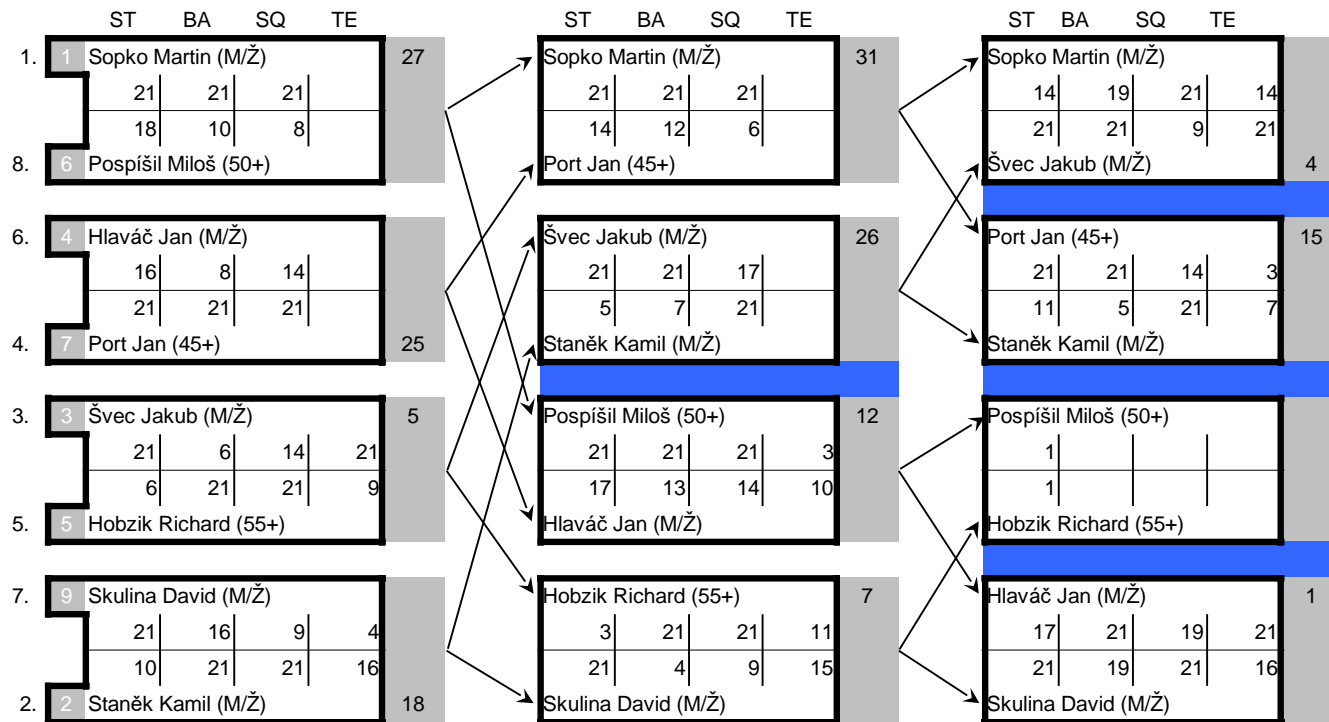 ST BA SQ TE ST BA SQ TE ST BA SQ TE
1. 1 Sopko Martin (M/Ž) 27 Sopko Martin (M/Ž) 31 Sopko Martin (M/Ž)
21 21 21 21 21 21 14 19 21 14
18 10 8 14 12 6 21 21 9 21
8. 6 Pospíšil Miloš (50+) Port Jan (45+) Švec Jakub (M/Ž) 4
6. 4 Hlaváč Jan (M/Ž) Švec Jakub (M/Ž) 26 Port Jan (45+) 15
16 8 14 21 21 17 21 21 14 3
21 21 21 5 7 21 11 5 21 7
4. 7 Port Jan (45+) 25 Staněk Kamil (M/Ž) Staněk Kamil (M/Ž)
3. 3 Švec Jakub (M/Ž) 5 Pospíšil Miloš (50+) 12 Pospíšil Miloš (50+)
21 6 14 21 21 21 21 3 1
6 21 21 9 17 13 14 10 1
5. 5 Hobzik Richard (55+) Hlaváč Jan (M/Ž) Hobzik Richard (55+)
7. 9 Skulina David (M/Ž) Hobzik Richard (55+) 7 Hlaváč Jan (M/Ž) 1
21 16 9 4 3 21 21 11 17 21 19 21
10 21 21 16 21 4 9 15 21 19 21 16
2. 2 Staněk Kamil (M/Ž) 18 Skulina David (M/Ž) Skulina David (M/Ž)